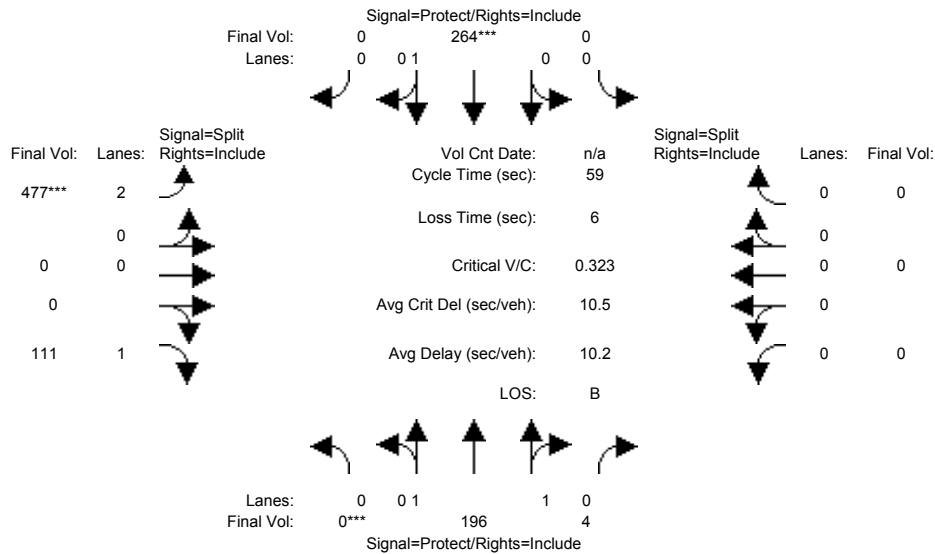 Signal=Protect/Rights=Include
Final Vol: 0 264*** 0
Lanes: 0 0 1 0 0
Signal=Split
Final Vol: Lanes: Rights=Include
Vol Cnt Date: n/a
Signal=Split
Rights=Include Lanes: Final Vol:
Cycle Time (sec): 59
477*** 2
0 0
Loss Time (sec): 6
0
0
0 0
Critical V/C: 0.323
0 0
0
Avg Crit Del (sec/veh): 10.5
0
111 1
Avg Delay (sec/veh): 10.2
0 0
LOS: B
Lanes: 0 0 1 1 0
Final Vol: 0*** 196 4
Signal=Protect/Rights=Include